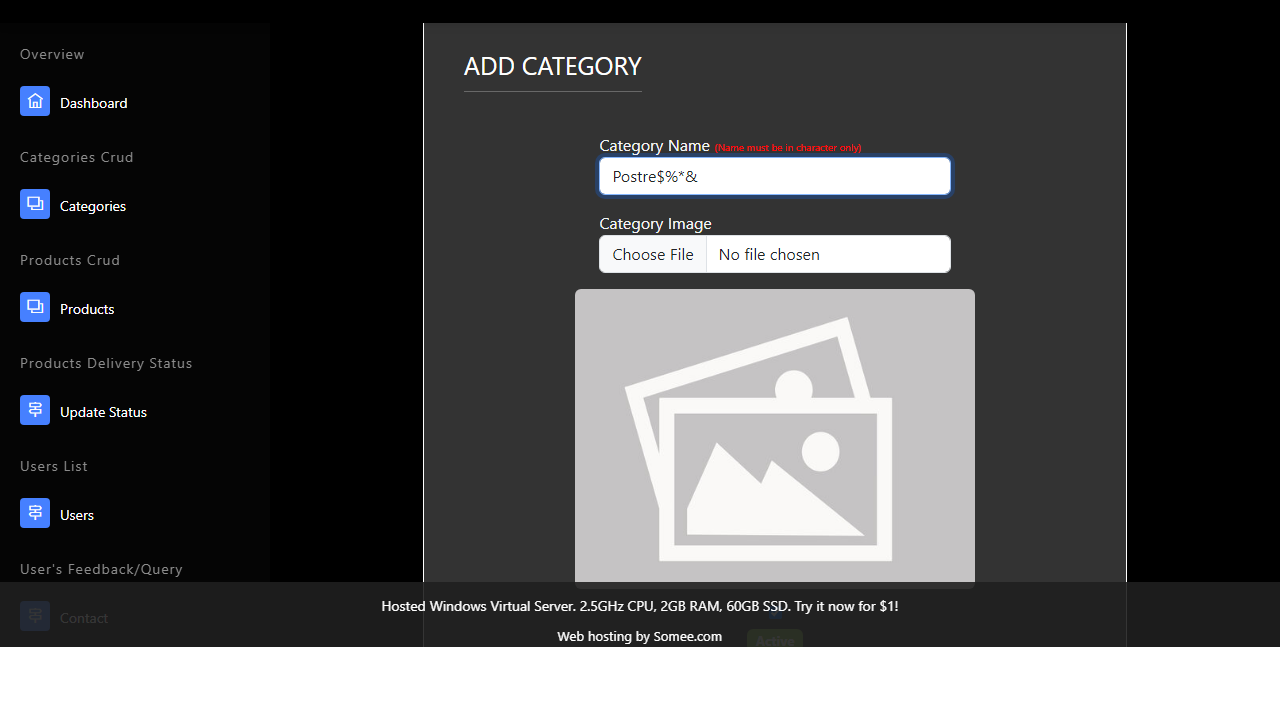 Overview
Dashboard
Categories Crud
Categories
Products Crud
Products
Products Delivery Status
Update Status
Users List
Users
User's Feedback/Query
Contact
ADD CATEGORY
Category Name (Name must be in character only)
Postre$%*&
Category Image
Choose File No file chosen
Active
Hosted Windows Virtual Server. 2.5GHz CPU, 2GB RAM, 60GB SSD. Try it now for $1!
Web hosting by Somee.com